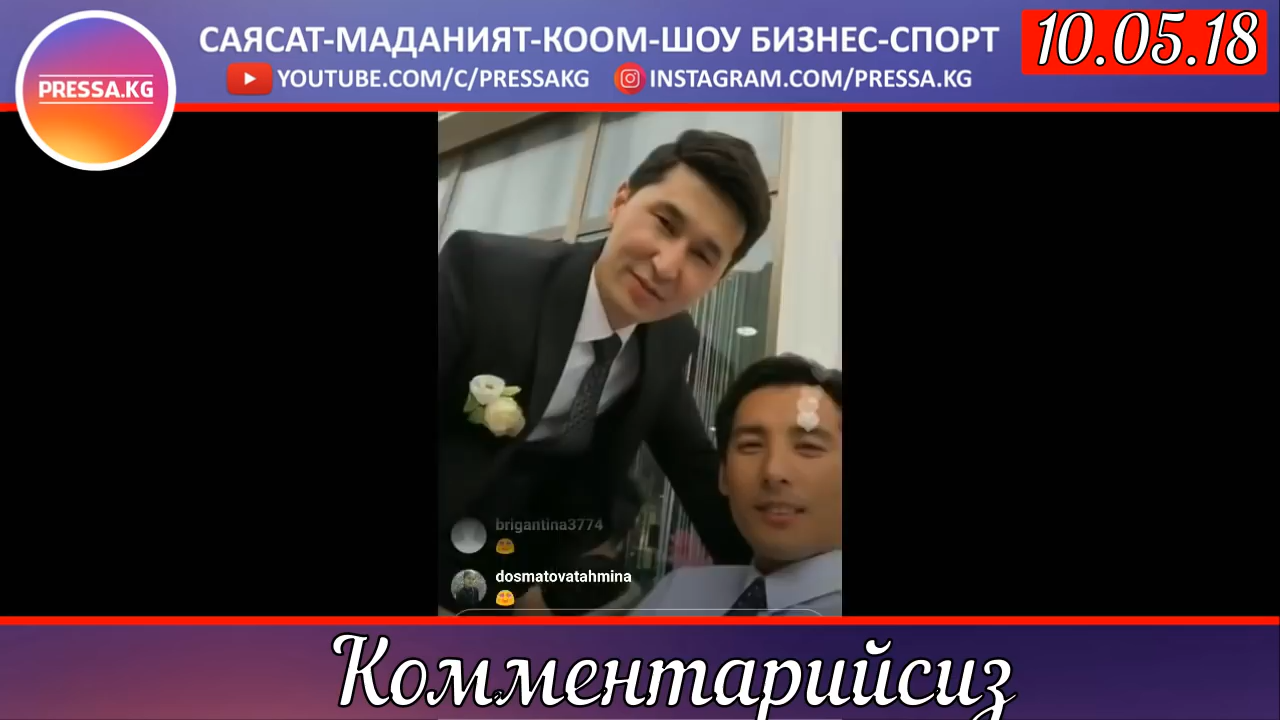 САЯСАТ-МАДАНИЯТ-КООМ-ШОУ БИЗНЕС-СПОРТ
10.05.18
YOUTUBE.COM/C/PRESSAKG INSTAGRAM.COM/PRESSA.KG
PRESSA.KG
brigantina3774
dosmatovatahmina
Комментарийсиз